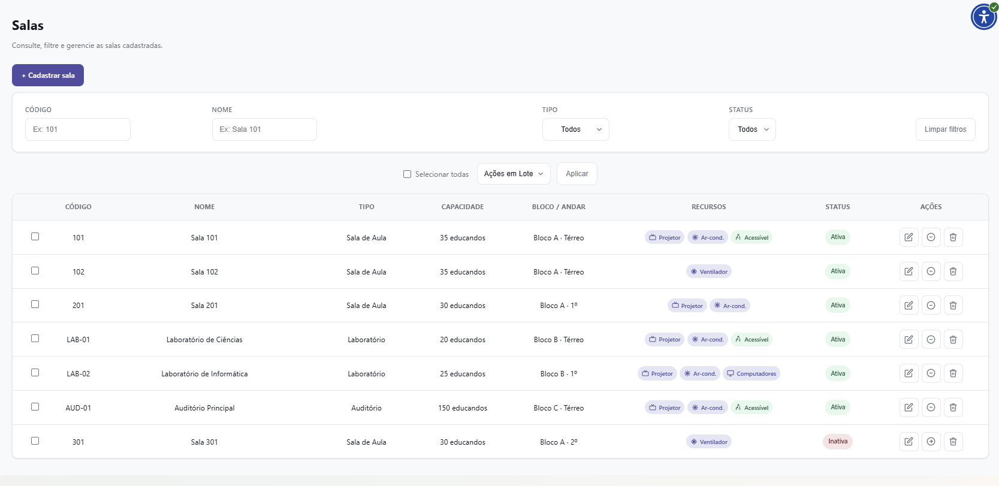 Salas
Consulte, filtre e gerencie as salas cadastradas.
+ Cadastrar sala
CÓDIGO NOME TIPO STATUS
Ex: 101 Ex: Sala 101 Todos Todos Limpar filtros
Selecionar todas Ações em Lote Aplicar
CÓDIGO NOME TIPO CAPACIDADE BLOCO / ANDAR RECURSOS STATUS AÇÕES
101 Sala 101 Sala de Aula 35 educandos Bloco A · Térreo Projetor Ar-cond. Acessível Ativa
102 Sala 102 Sala de Aula 35 educandos Bloco A · Térreo Ventilador Ativa
201 Sala 201 Sala de Aula 30 educandos Bloco A · 1º Projetor Ar-cond. Ativa
LAB-01 Laboratório de Ciências Laboratório 20 educandos Bloco B · Térreo Projetor Ar-cond. Acessível Ativa
LAB-02 Laboratório de Informática Laboratório 25 educandos Bloco B · 1º Projetor Ar-cond. Computadores Ativa
AUD-01 Auditório Principal Auditório 150 educandos Bloco C · Térreo Projetor Ar-cond. Acessível Ativa
301 Sala 301 Sala de Aula 30 educandos Bloco A · 2º Ventilador Inativa